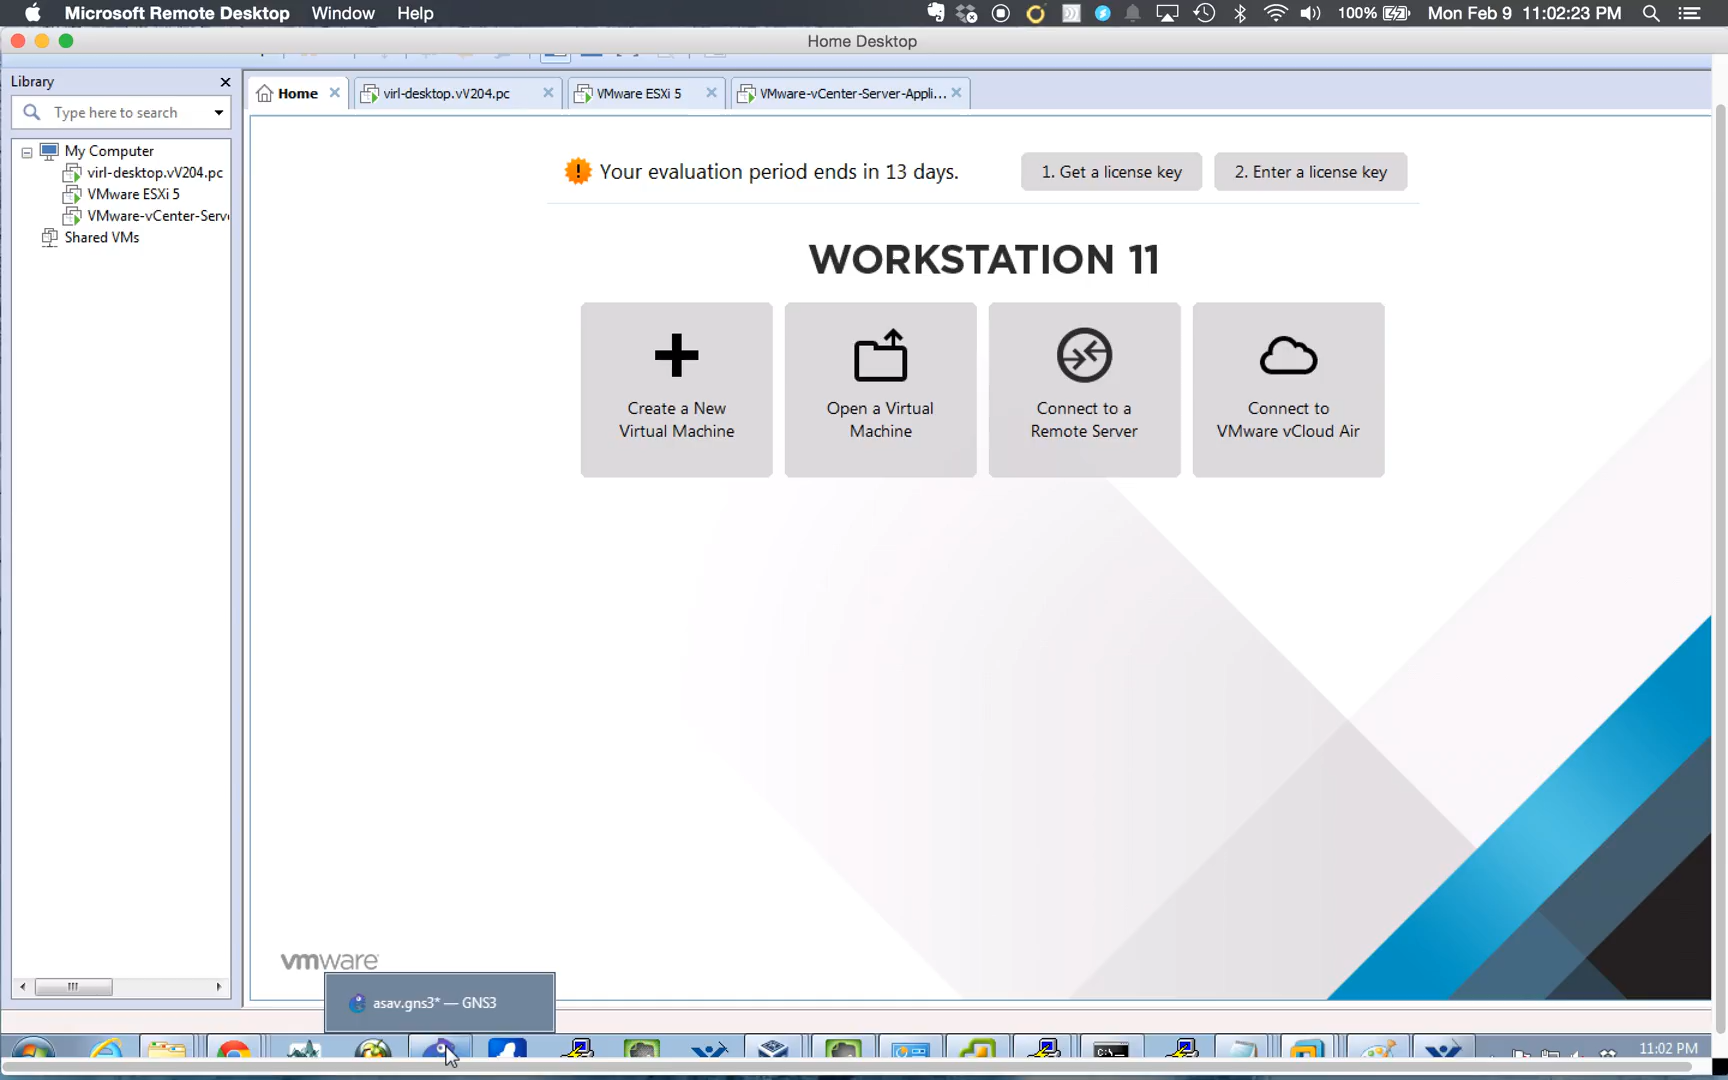 Microsoft Remote Desktop Window Help 100% Mon Feb 9 11:02:23 PM
Home Desktop
Library
Home
virl-desktop.vV204.pc
VMware ESXi 5
VMware-vCenter-Server-Appli...
Type here to search
My Computer
virl-desktop.vV204.pc
VMware ESXi 5
VMware-vCenter-Serv
Shared VMs
Your evaluation period ends in 13 days.
1. Get a license key
2. Enter a license key
WORKSTATION 11
Create a New
Virtual Machine
Open a Virtual
Machine
Connect to a
Remote Server
Connect to
VMware vCloud Air
vmware
asav.gns3* — GNS3
C:\
11:02 PM